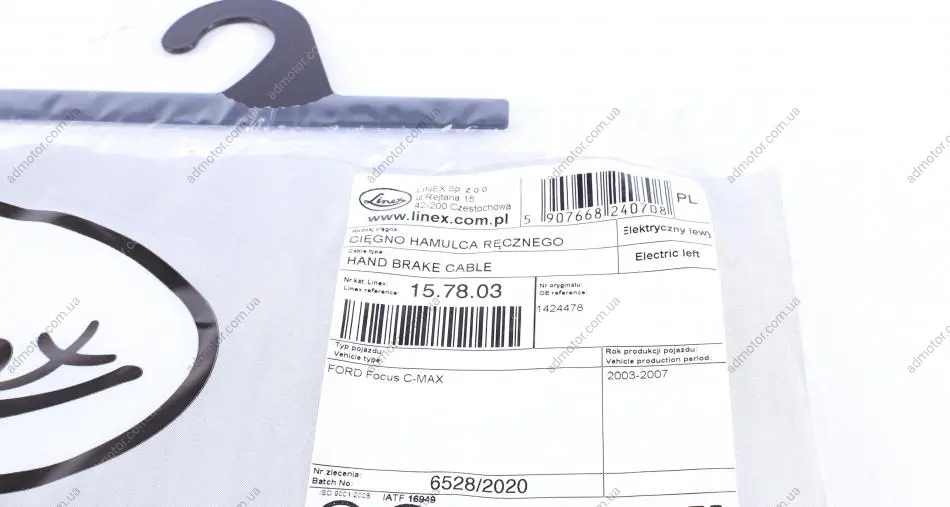 Linex
LINEX Sp. z o.o.
ul.Rejtana 15
42-200 Częstochowa
www.linex.com.pl
5 907668 240708
PL
Rodzaj cięgna:
CIĘGNO HAMULCA RĘCZNEGO
Elektryczny lewy
Cable type:
HAND BRAKE CABLE
Electric left
Nr kat. Linex:
Linex reference:
15.78.03
Nr oryginału:
OE reference:
1424478
Typ pojazdu:
Vehicle type:
FORD Focus C-MAX
Rok produkcji pojazdu:
Vehicle production period:
2003-2007
Nr zlecenia:
Batch No:
6528/2020
ISO 9001:2008
IATF 16949
admotor.com.ua